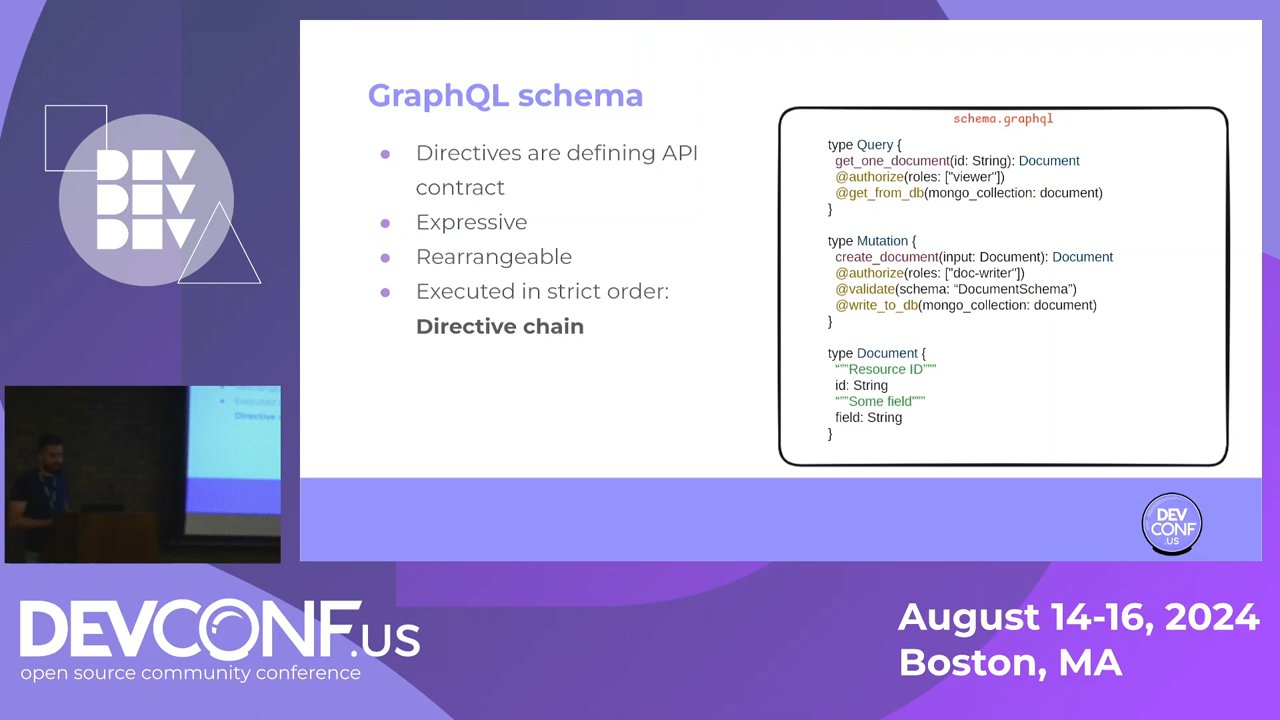 DEV
DEV
DEV
GraphQL schema
Directives are defining API
contract
Expressive
Rearrangeable
Executed in strict order:
Directive chain
schema.graphql
type Query {
get_one_document(id: String): Document
@authorize(roles: ["viewer"])
@get_from_db(mongo_collection: document)
}
type Mutation {
create_document(input: Document): Document
@authorize(roles: ["doc-writer"])
@validate(schema: “DocumentSchema”)
@write_to_db(mongo_collection: document)
}
type Document {
“””Resource ID”””
id: String
“””Some field”””
field: String
}
DEV
CONF
.US
Executed
Directive
DEVCONF.US
open source community conference
August 14-16, 2024
Boston, MA